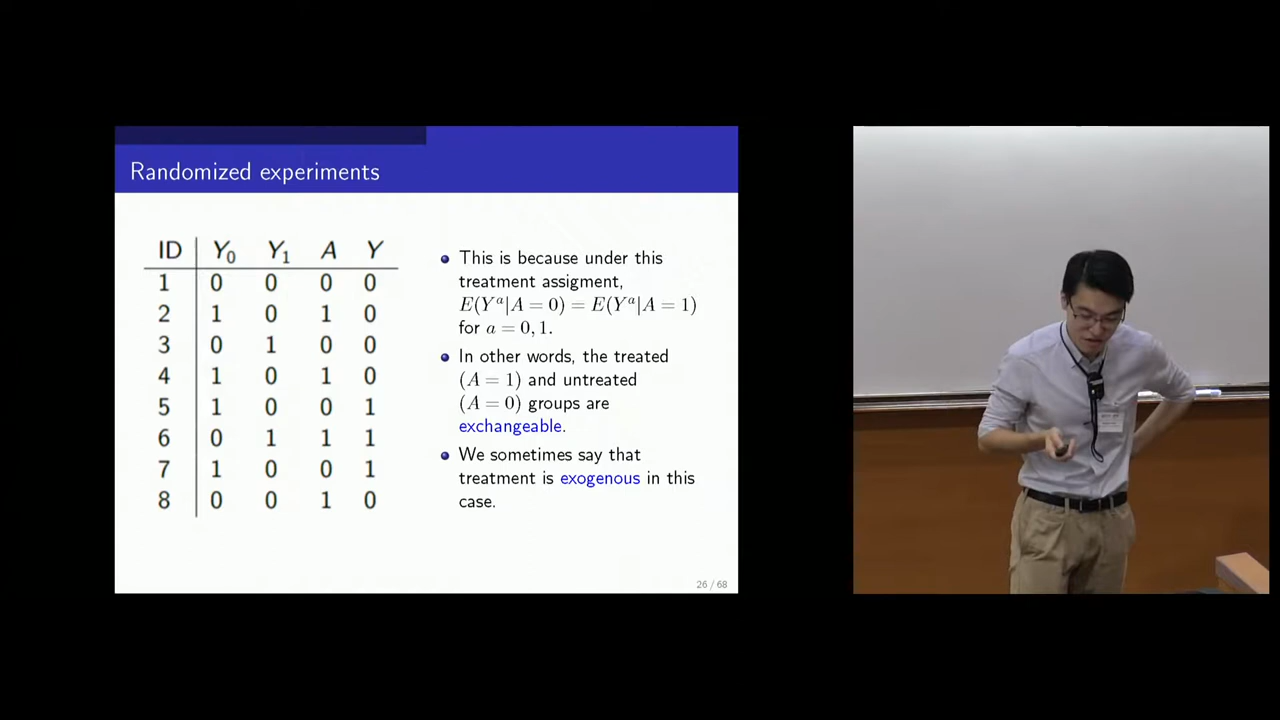 Randomized experiments
ID Y₀ Y₁ A Y
1 0 0 0 0
2 1 0 1 0
3 0 1 0 0
4 1 0 1 0
5 1 0 0 1
6 0 1 1 1
7 1 0 0 1
8 0 0 1 0
This is because under this
treatment assigment,
E(Yᵃ|A = 0) = E(Yᵃ|A = 1)
for a = 0, 1.
In other words, the treated
(A = 1) and untreated
(A = 0) groups are
exchangeable.
We sometimes say that
treatment is exogenous in this
case.
26 / 68